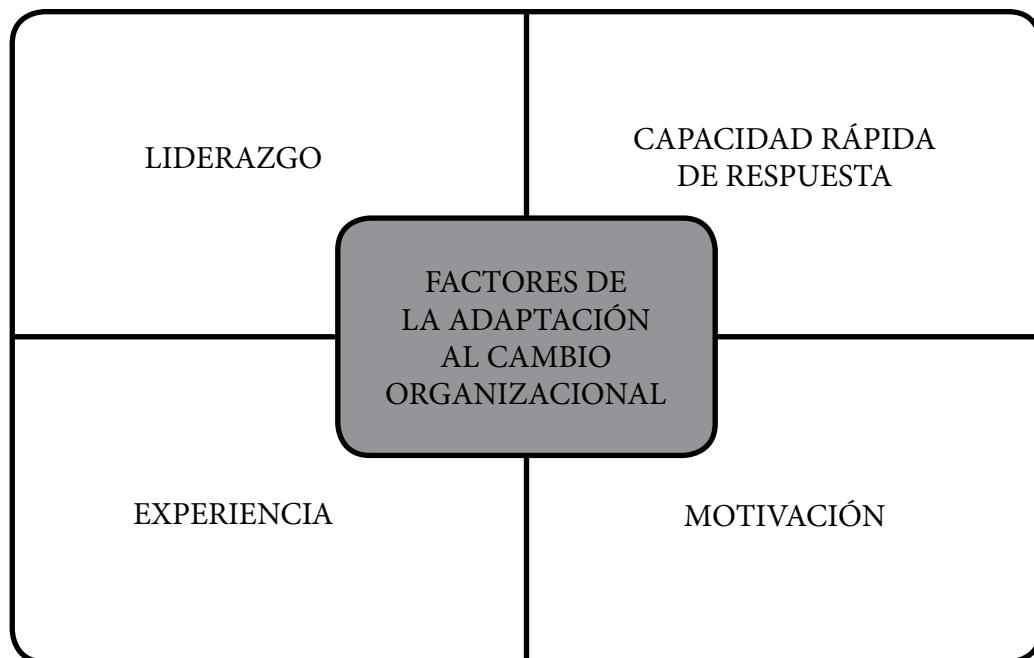 LIDERAZGO
CAPACIDAD RÁPIDA
DE RESPUESTA
FACTORES DE
LA ADAPTACIÓN
AL CAMBIO
ORGANIZACIONAL
EXPERIENCIA
MOTIVACIÓN